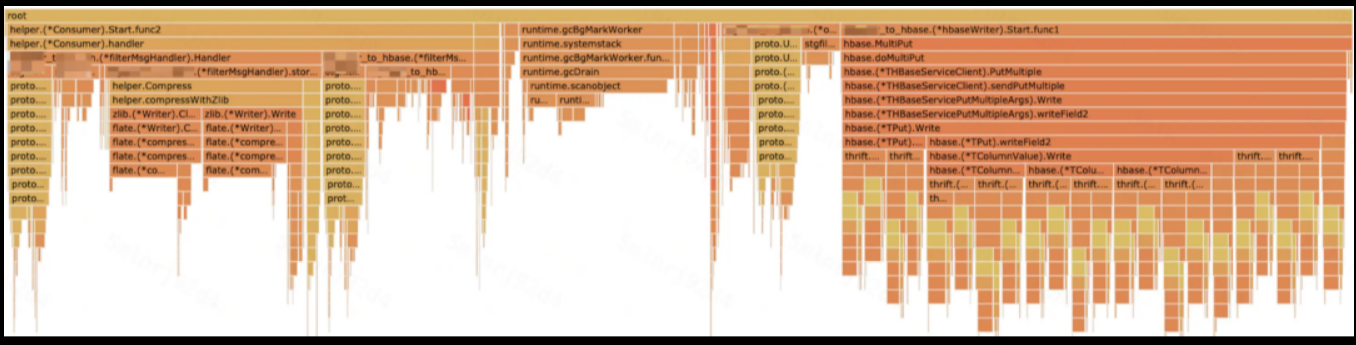 root
helper.(*Consumer).Start.func2 runtime.gcBgMarkWorker (*o... _to_hbase.(*hbaseWriter).Start.func1
helper.(*Consumer).handler runtime.systemstack proto.U... stgfil... hbase.MultiPut
_t .(*filterMsgHandler).Handler _to_hbase.(*filterMs... runtime.gcBgMarkWorker.fun... proto.U... hbase.doMultiPut
.(*filterMsgHandler).stor... _to_hb... runtime.gcDrain proto.(... hbase.(*THBaseServiceClient).PutMultiple
proto.... helper.Compress proto.... runtime.scanobject proto.(... hbase.(*THBaseServiceClient).sendPutMultiple
proto.... helper.compressWithZlib proto.... ru... runti... proto.(... hbase.(*THBaseServicePutMultipleArgs).Write
proto.... zlib.(*Writer).Cl... zlib.(*Writer).Write proto.... proto... hbase.(*THBaseServicePutMultipleArgs).writeField2
proto.... flate.(*Writer).C... flate.(*Writer)... proto.... proto... hbase.(*TPut).Write
proto.... flate.(*compres... flate.(*compre... proto.... proto... hbase.(*TPut).... hbase.(*TPut).writeField2
proto.... flate.(*compres... flate.(*compre... proto.... proto... thrift.... thrift... hbase.(*TColumnValue).Write thrift.... thrift....
proto.... flate.(*co... flate.(*com... proto.... hbase.(*TColumn... hbase.(*TColu... hbase.(*TColumn...
proto... proto... thrift.(... thrift.(... thrift.(... thrift.... thrift.(... thrift.(...
proto... prot... th...